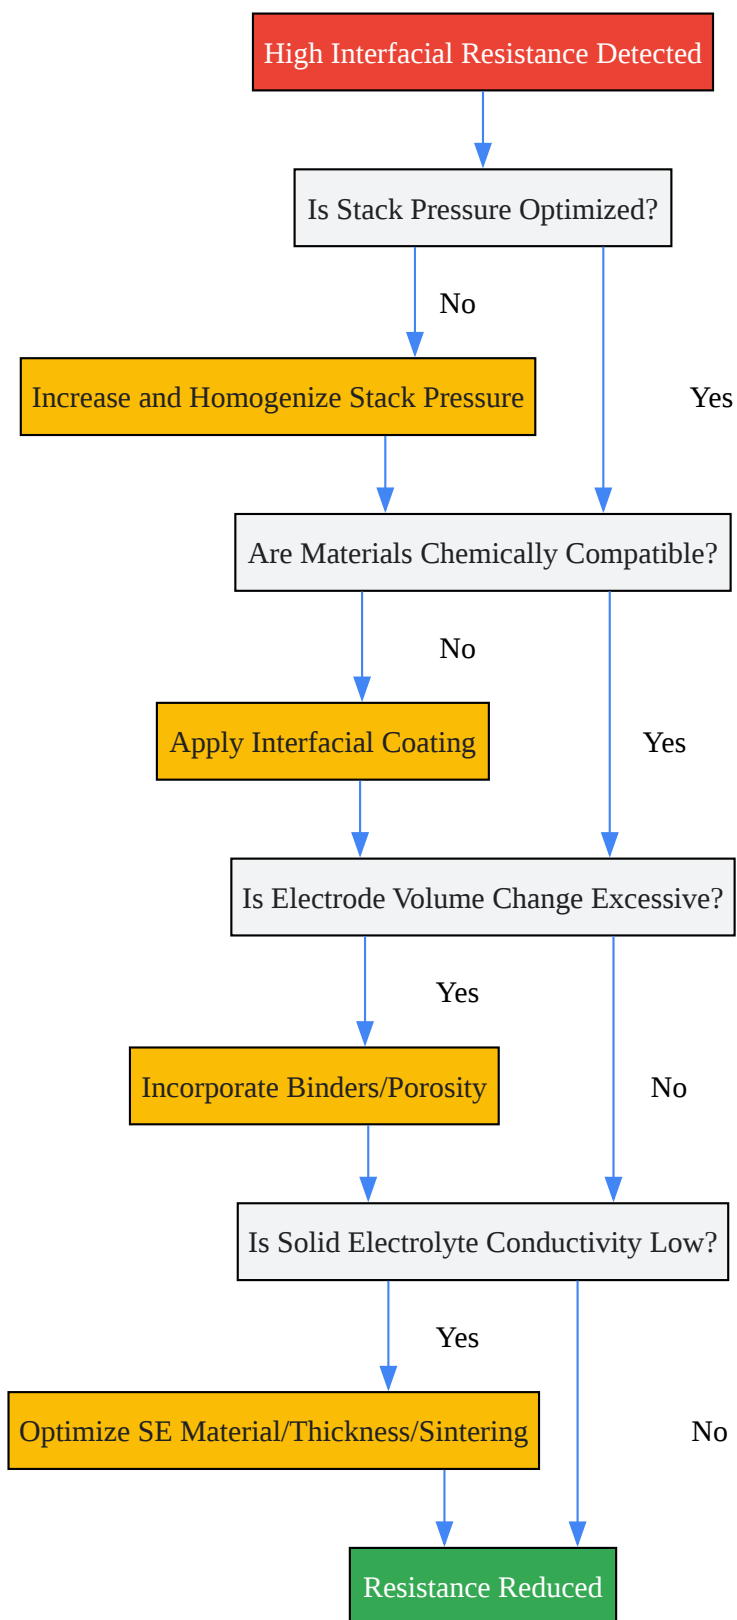 High Interfacial Resistance Detected
Is Stack Pressure Optimized?
No
Increase and Homogenize Stack Pressure
Yes
Are Materials Chemically Compatible?
No
Apply Interfacial Coating
Yes
Is Electrode Volume Change Excessive?
Yes
Incorporate Binders/Porosity
No
Is Solid Electrolyte Conductivity Low?
Yes
Optimize SE Material/Thickness/Sintering
No
Resistance Reduced